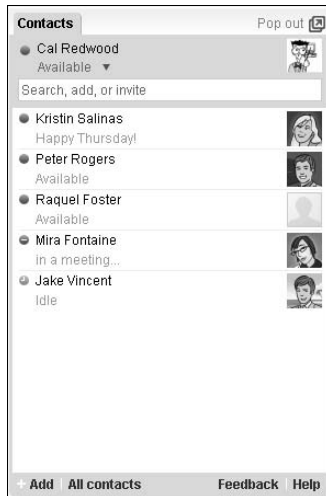 Contacts Pop out
Cal Redwood
Available
Search, add, or invite
Kristin Salinas
Happy Thursday!
Peter Rogers
Available
Raquel Foster
Available
Mira Fontaine
in a meeting...
Jake Vincent
Idle
+ Add All contacts Feedback Help